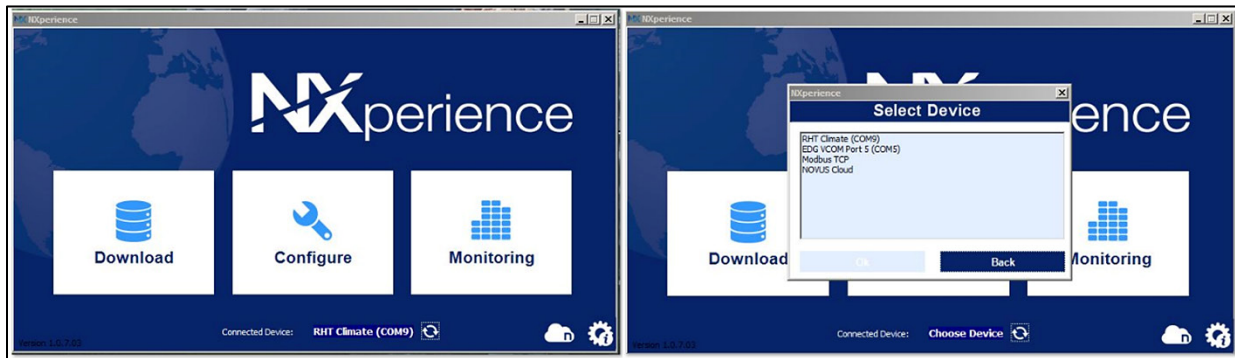 NXperience
NXperience
Download
Configure
Monitoring
Connected Device: RHT Climate (COM9)
n
Version 1.0.7.03
NXperience
ence
NXperience
Select Device
RHT Climate (COM9)
EDG VCOM Port 5 (COM5)
Modbus TCP
NOVUS Cloud
Ok
Back
Download
Monitoring
Connected Device: Choose Device
n
Version 1.0.7.03